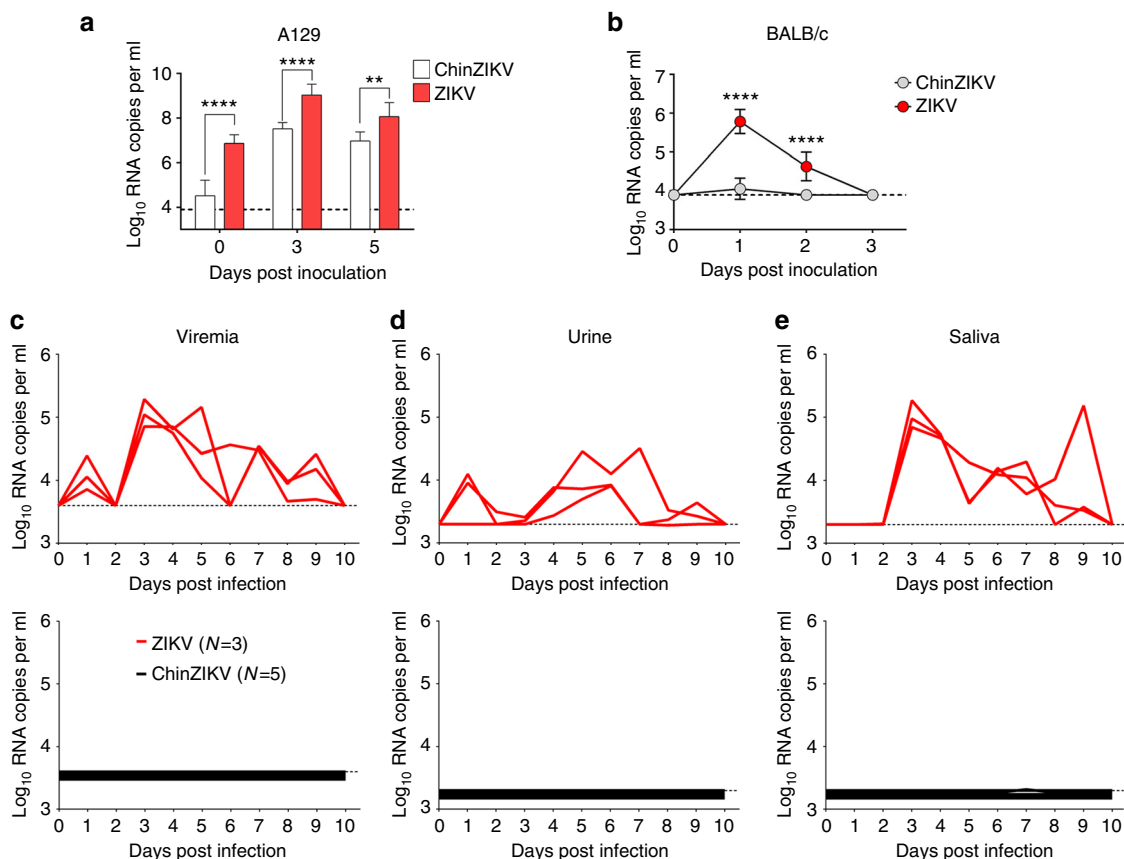 a
A129
Log10 RNA copies per ml
10
8
6
4
****
****
**
ChinZIKV
ZIKV
0 3 5
Days post inoculation
b
BALB/c
Log10 RNA copies per ml
7
6
5
4
3
****
****
ChinZIKV
ZIKV
0 1 2 3
Days post inoculation
c
Viremia
Log10 RNA copies per ml
6
5
4
3
0 1 2 3 4 5 6 7 8 9 10
Days post infection
d
Urine
Log10 RNA copies per ml
6
5
4
3
0 1 2 3 4 5 6 7 8 9 10
Days post infection
e
Saliva
Log10 RNA copies per ml
6
5
4
3
0 1 2 3 4 5 6 7 8 9 10
Days post infection
Log10 RNA copies per ml
6
5
4
3
ZIKV (N=3)
ChinZIKV (N=5)
0 1 2 3 4 5 6 7 8 9 10
Days post infection
Log10 RNA copies per ml
6
5
4
3
0 1 2 3 4 5 6 7 8 9 10
Days post infection
Log10 RNA copies per ml
6
5
4
3
0 1 2 3 4 5 6 7 8 9 10
Days post infection